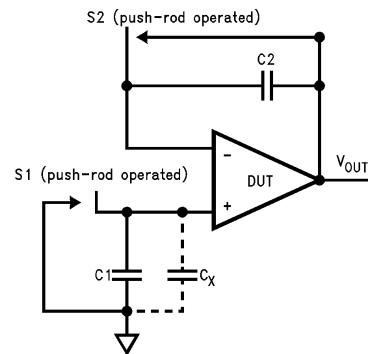 S2 (push-rod operated)
C2
S1 (push-rod operated)
−
DUT
+
VOUT
C1
CX